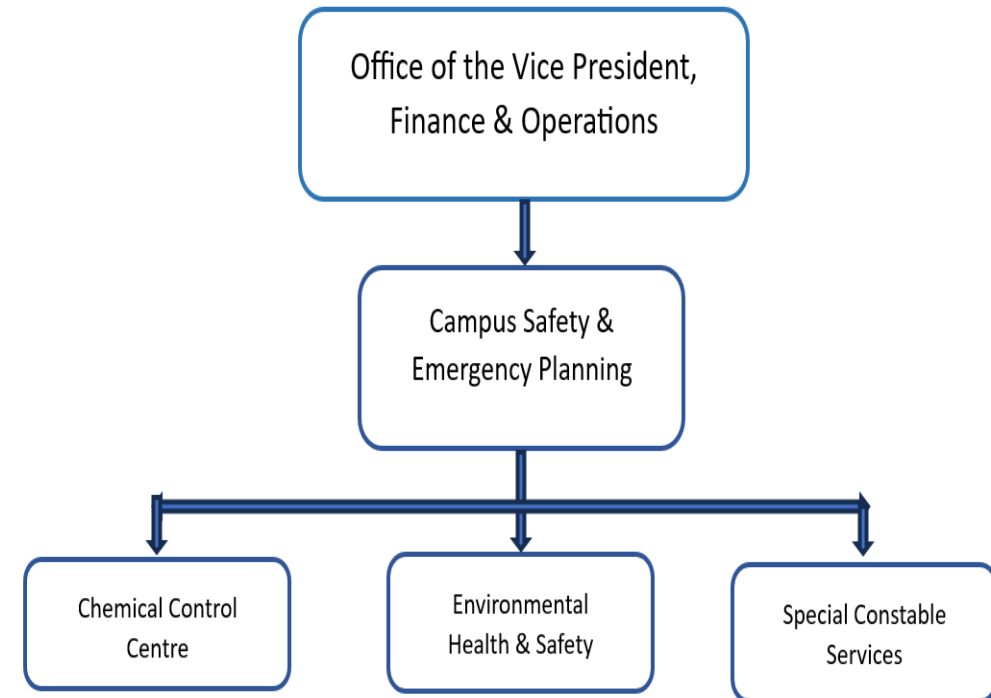 Office of the Vice President,
Finance & Operations
Campus Safety &
Emergency Planning
Chemical Control
Centre
Environmental
Health & Safety
Special Constable
Services